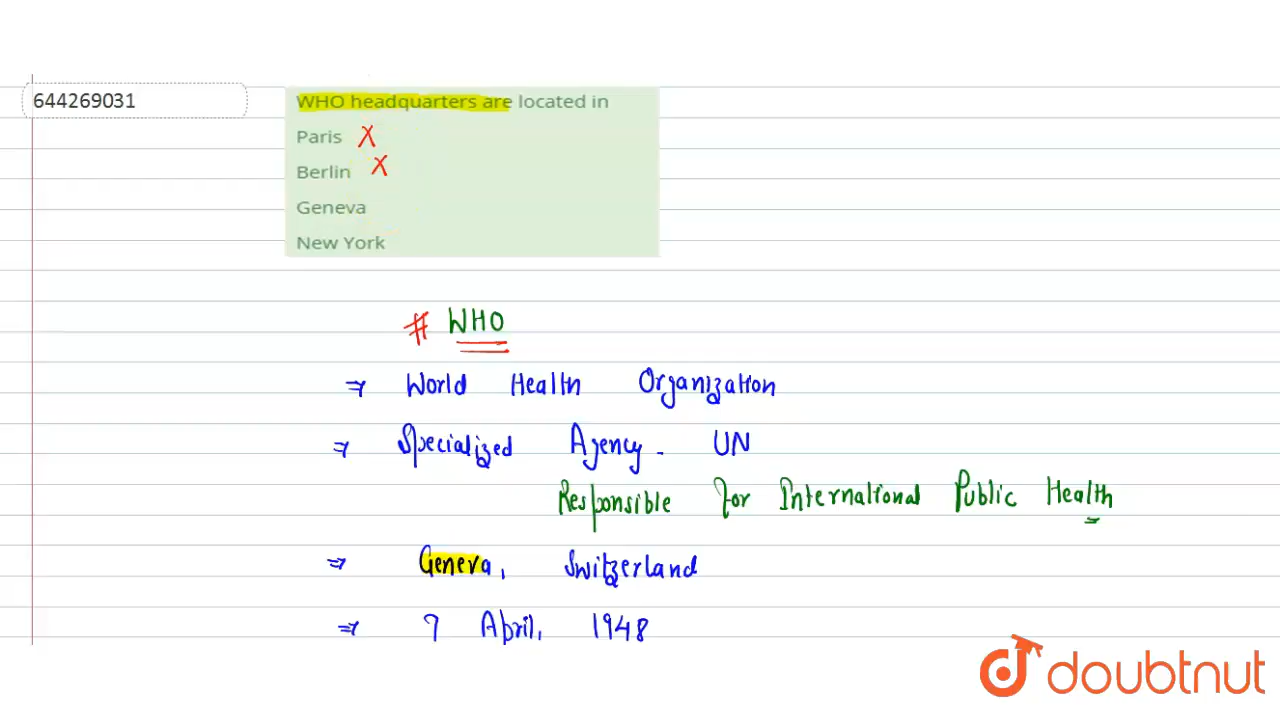 644269031
WHO headquarters are located in
Paris X
Berlin X
Geneva
New York
# WHO
⇒ World Health Organization
⇒ Specialized Agency - UN
Responsible for International Public Health
⇒ Geneva, Switzerland
⇒ 7 April, 1948
doubtnut